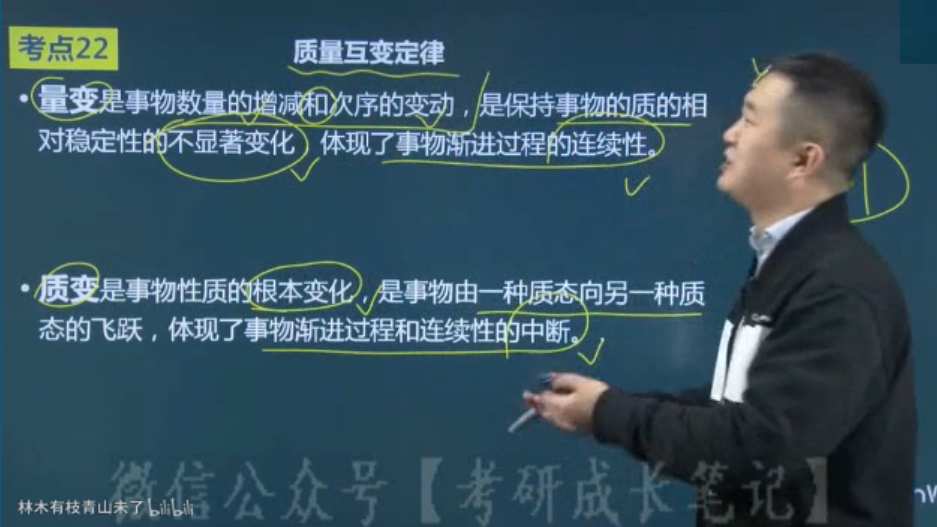 考点22
质量互变定律
• 量变是事物数量的增减和次序的变动，是保持事物的质的相
对稳定性的不显著变化，体现了事物渐进过程的连续性。
• 质变是事物性质的根本变化，是事物由一种质态向另一种质
态的飞跃，体现了事物渐进过程和连续性的中断。
微信公众号【考研成长笔记】
林木有枝青山未了 bilibili